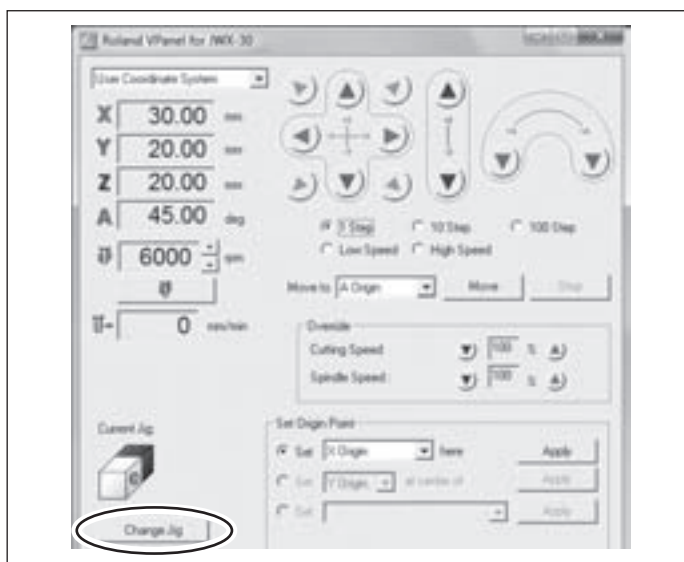 Roland VPanel for JWX-30
User Coordinate System
X 30.00 mm
Y 20.00 mm
Z 20.00 mm
A 45.00 deg
6000 rpm
0 mm/min
1 Step 10 Step 100 Step
Low Speed High Speed
Move to A Origin Move Stop
Override
Cutting Speed: 100 %
Spindle Speed: 100 %
Current Jig:
C
Change Jig
Set Origin Point
Set X Origin here Apply
Set Y Origin at center of Apply
Set Apply